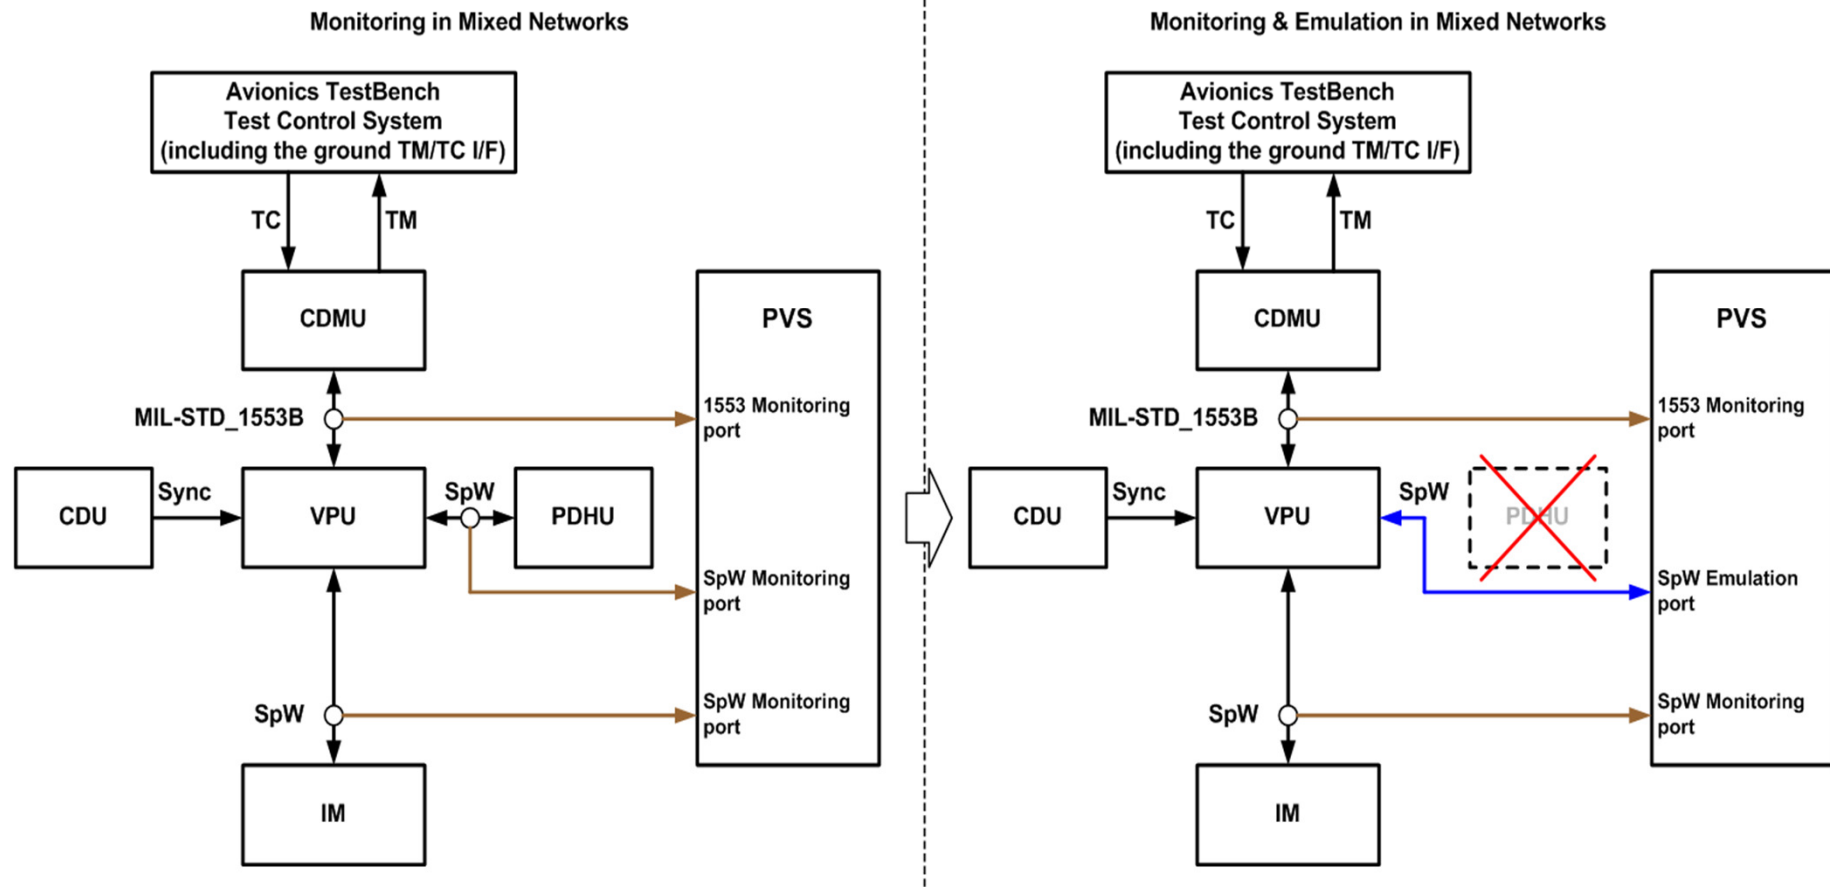 Monitoring in Mixed Networks
Avionics TestBench
Test Control System
(including the ground TM/TC I/F)
TC
TM
CDMU
PVS
MIL-STD_1553B
1553 Monitoring
port
CDU
Sync
VPU
SpW
PDHU
SpW Monitoring
port
SpW
SpW Monitoring
port
IM
Monitoring & Emulation in Mixed Networks
Avionics TestBench
Test Control System
(including the ground TM/TC I/F)
TC
TM
CDMU
PVS
MIL-STD_1553B
1553 Monitoring
port
CDU
Sync
VPU
SpW
PDHU
SpW Emulation
port
SpW
SpW Monitoring
port
IM